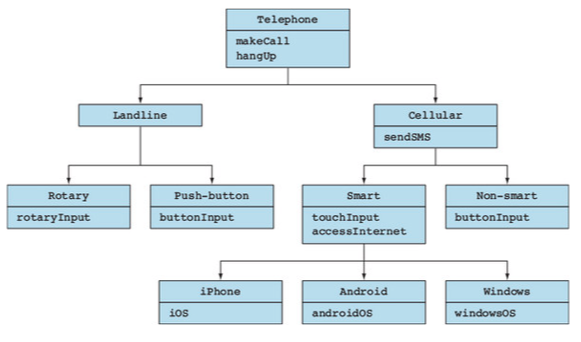 Telephone
makeCall
hangUp
Landline
Cellular
sendSMS
Rotary
rotaryInput
Push-button
buttonInput
Smart
touchInput
accessInternet
Non-smart
buttonInput
iPhone
iOS
Android
androidOS
Windows
windowsOS